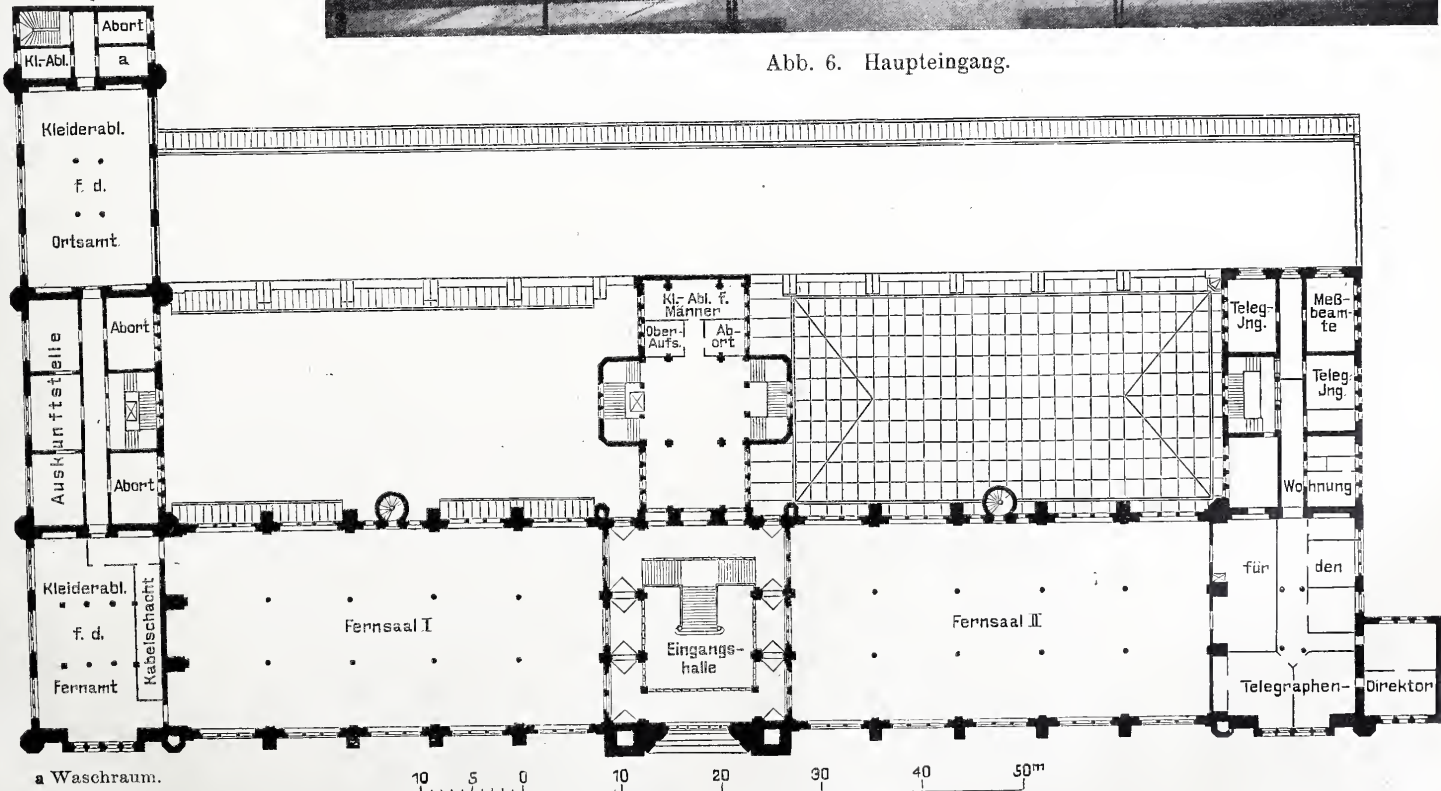 Abb. 6. Haupteingang.
Abort
Kl.-Abl.
a
Kleiderabl.
f. d.
Ortsamt.
Kl.- Abl. f.
Männer
Ober-
Aufs.
Ab-
ort
Teleg-
Jng.
Meß-
beam-
te
Abort
Auskunftstelle
Teleg.
Jng.
Abort
Wohnung
Kleiderabl.
f. d.
Fernamt
Kabelschacht
Fernsaal I
Eingangs-
halle
Fernsaal II
für
den
Telegraphen-
Direktor
a Waschraum.
10 5 0 10 20 30 40 50m